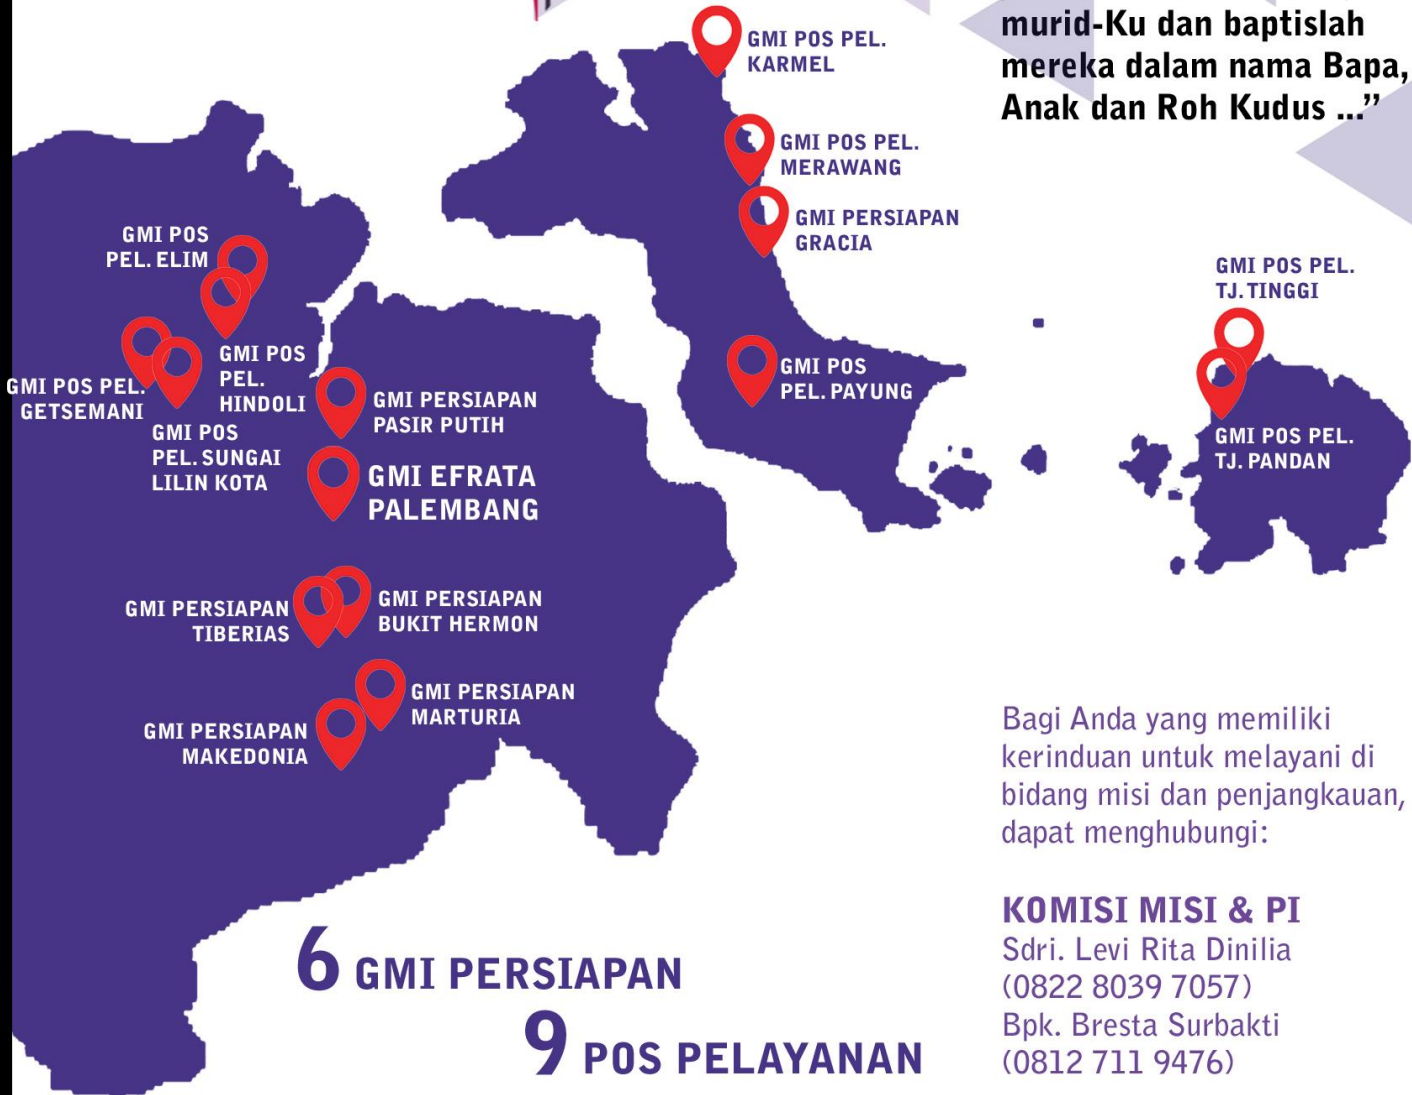 murid-Ku dan baptislah
mereka dalam nama Bapa,
Anak dan Roh Kudus ...”
GMI POS PEL.
KARMEL
GMI POS PEL.
MERAWANG
GMI PERSIAPAN
GRACIA
GMI POS
PEL. ELIM
GMI POS PEL.
TJ. TINGGI
GMI POS
PEL.
HINDOLI
GMI POS PEL.
GETSEMANI
GMI POS
PEL. SUNGAI
LILIN KOTA
GMI PERSIAPAN
PASIR PUTIH
GMI POS
PEL. PAYUNG
GMI POS PEL.
TJ. PANDAN
GMI EFRATA
PALEMBANG
GMI PERSIAPAN
TIBERIAS
GMI PERSIAPAN
BUKIT HERMON
GMI PERSIAPAN
MARTURIA
GMI PERSIAPAN
MAKEDONIA
6 GMI PERSIAPAN
9 POS PELAYANAN
Bagi Anda yang memiliki
kerinduan untuk melayani di
bidang misi dan penjangkauan,
dapat menghubungi:
KOMISI MISI & PI
Sdri. Levi Rita Dinilia
(0822 8039 7057)
Bpk. Bresta Surbakti
(0812 711 9476)